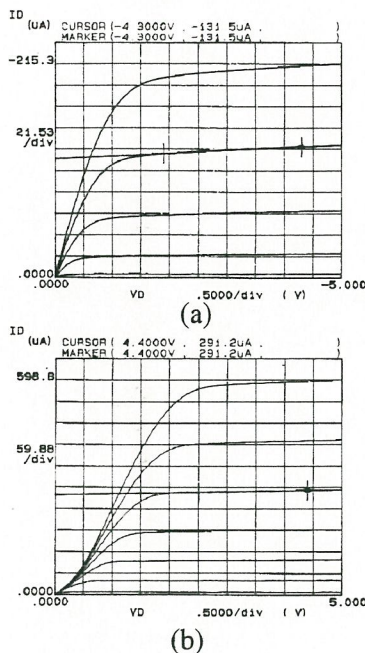 ID
(uA) CURSOR(-4.3000V, -131.5uA, )
MARKER(-4.3000V, -131.5uA, )
-215.3
21.53
/div
.0000
.0000 VD .5000/div (V) -5.000
(a)
ID
(uA) CURSOR( 4.4000V, 291.2uA, )
MARKER( 4.4000V, 291.2uA, )
598.8
59.88
/div
.0000
.0000 VD .5000/div (V) 5.000
(b)